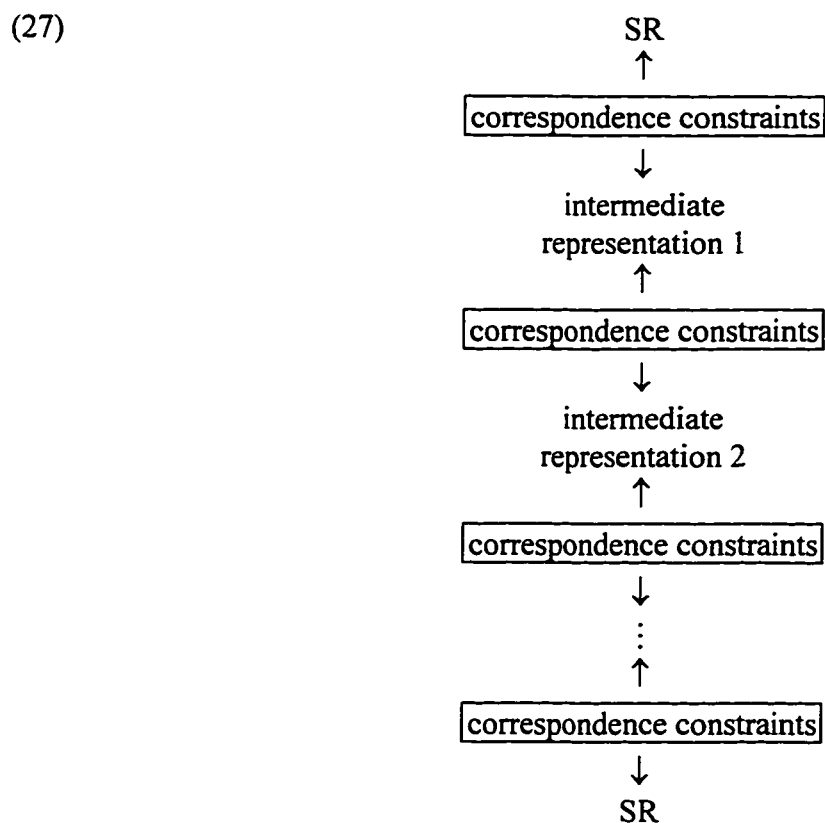 (27) SR
↑
correspondence constraints
↓
intermediate
representation 1
↑
correspondence constraints
↓
intermediate
representation 2
↑
correspondence constraints
↓
⋮
↑
correspondence constraints
↓
SR